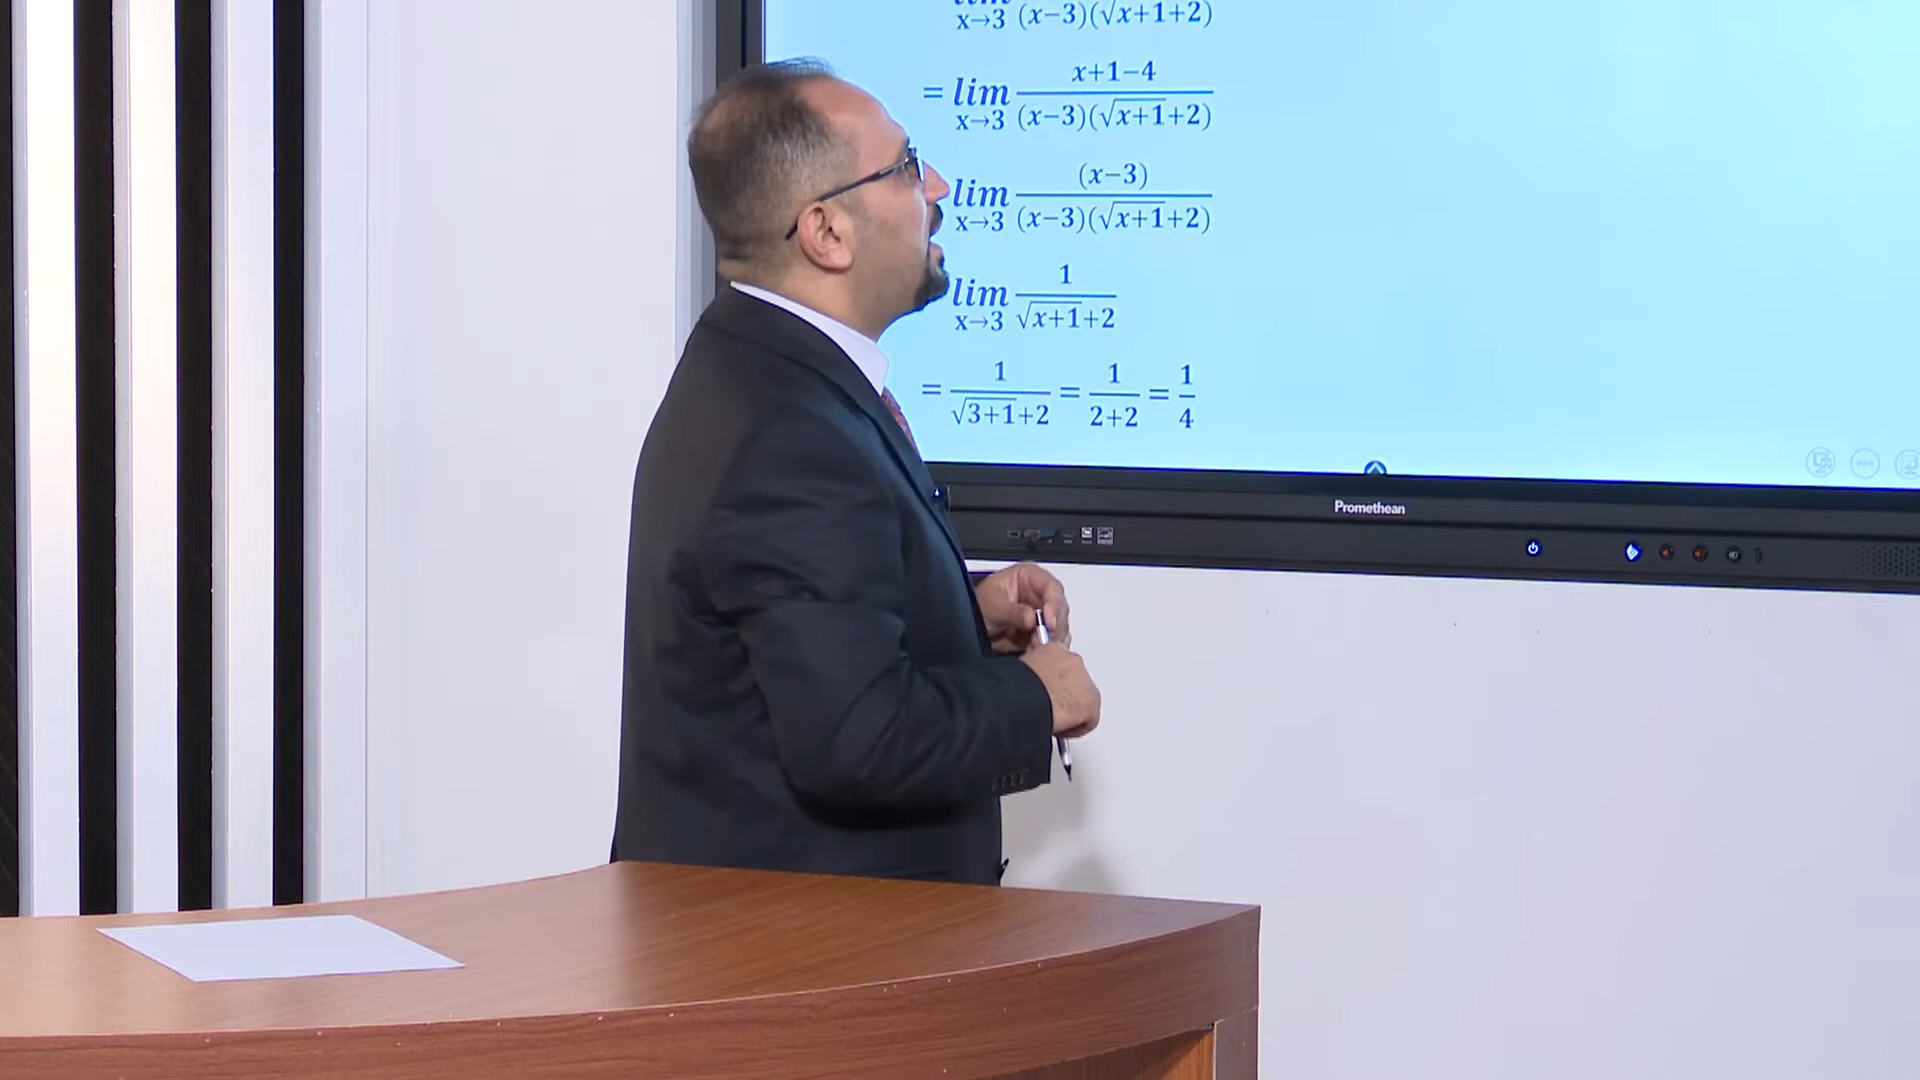 lim x→3 (x−3)(√x+1+2)
= lim x→3 x+1−4 / (x−3)(√x+1+2)
lim x→3 (x−3) / (x−3)(√x+1+2)
lim x→3 1 / √x+1+2
= 1 / √3+1+2 = 1 / 2+2 = 1 / 4
Promethean